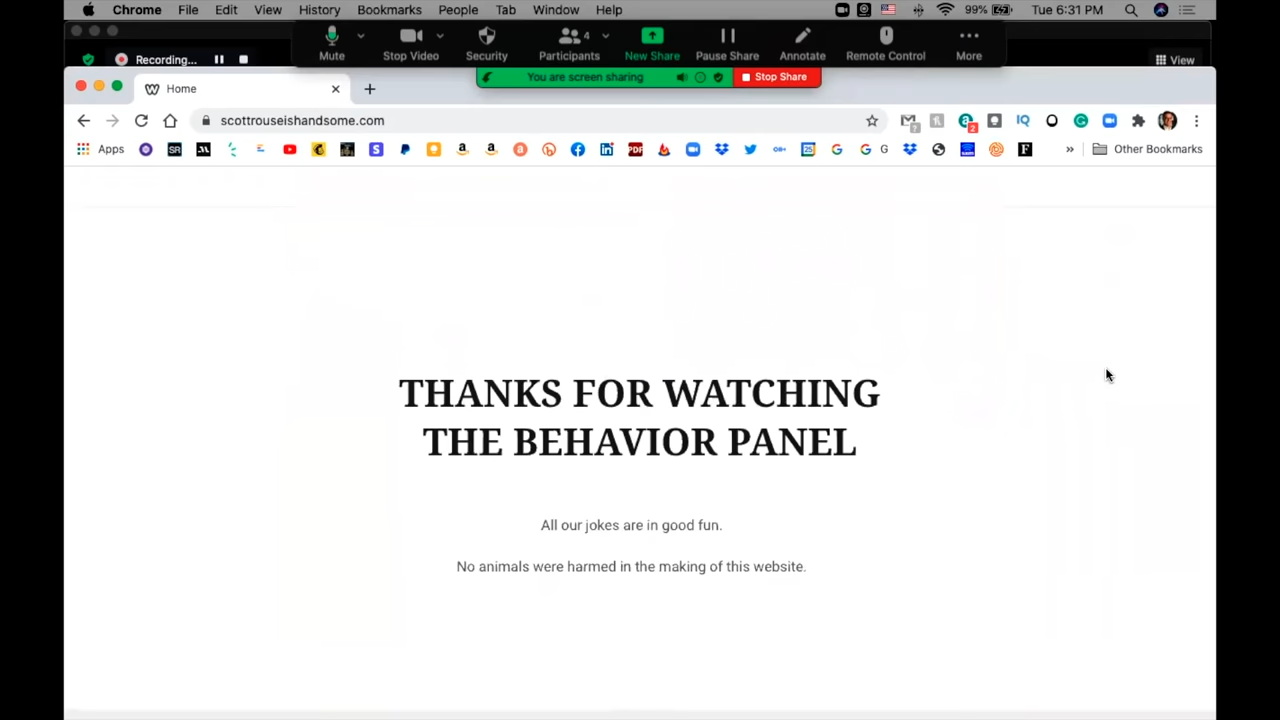 Chrome File Edit View History Bookmarks People Tab Window Help 99% Tue 6:31 PM
Recording...
Mute Stop Video Security Participants 4 New Share Pause Share Annotate Remote Control More
View
You are screen sharing Stop Share
Home
scottrouseishandsome.com
Apps Other Bookmarks
THANKS FOR WATCHING
THE BEHAVIOR PANEL
All our jokes are in good fun.
No animals were harmed in the making of this website.